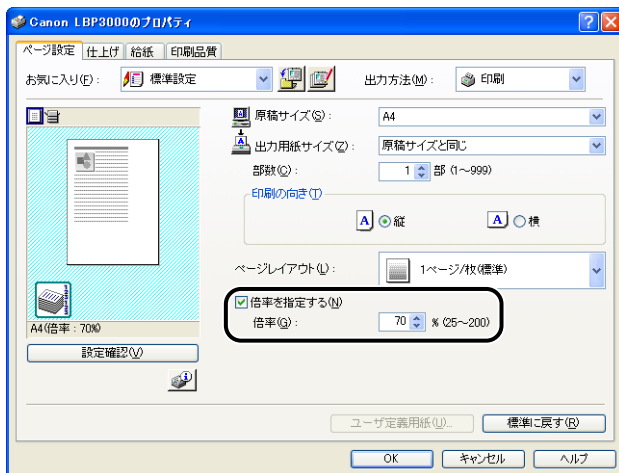 Canon LBP3000のプロパティ
ページ設定 仕上げ 給紙 印刷品質
お気に入り(F): 標準設定 出力方法(M): 印刷
原稿サイズ(S): A4
出力用紙サイズ(Z): 原稿サイズと同じ
部数(C): 1 部 (1～999)
印刷の向き(T)
A 縦 A 横
ページレイアウト(L): 1ページ/枚(標準)
倍率を指定する(N)
倍率(G): 70 % (25～200)
A4(倍率:70%)
設定確認(V)
ユーザ定義用紙(U)... 標準に戻す(R)
OK キャンセル ヘルプ